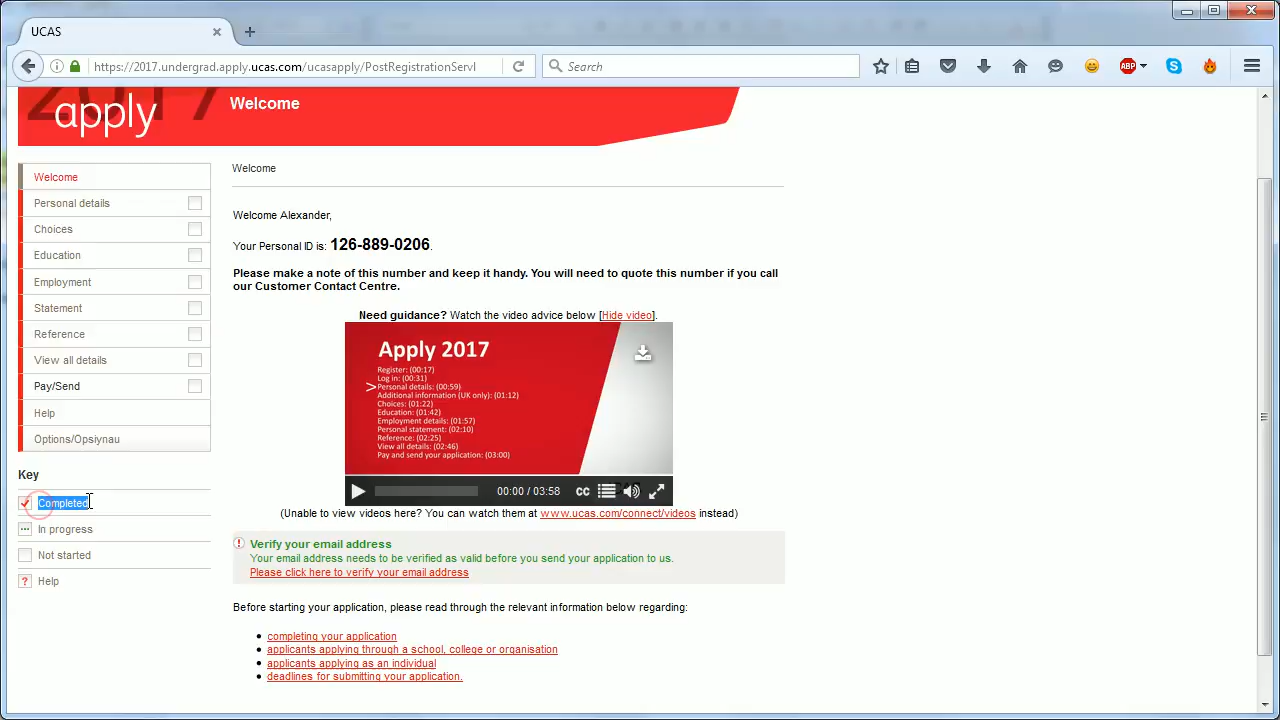 UCAS
https://2017.undergrad.apply.ucas.com/ucasapply/PostRegistrationServl
Search
ABP
apply
Welcome
Welcome
Personal details
Choices
Education
Employment
Statement
Reference
View all details
Pay/Send
Help
Options/Opsiynau
Key
Completed
In progress
Not started
? Help
Welcome
Welcome Alexander,
Your Personal ID is: 126-889-0206.
Please make a note of this number and keep it handy. You will need to quote this number if you call
our Customer Contact Centre.
Need guidance? Watch the video advice below [Hide video].
Apply 2017
Register: (00:17)
Log in: (00:31)
>Personal details: (00:59)
Additional information (UK only): (01:12)
Choices: (01:22)
Education: (01:42)
Employment details: (01:57)
Personal statement: (02:10)
Reference: (02:25)
View all details: (02:46)
Pay and send your application: (03:00)
00:00 / 03:58
CC
(Unable to view videos here? You can watch them at www.ucas.com/connect/videos instead)
Verify your email address
Your email address needs to be verified as valid before you send your application to us.
Please click here to verify your email address
Before starting your application, please read through the relevant information below regarding:
• completing your application
• applicants applying through a school, college or organisation
• applicants applying as an individual
• deadlines for submitting your application.